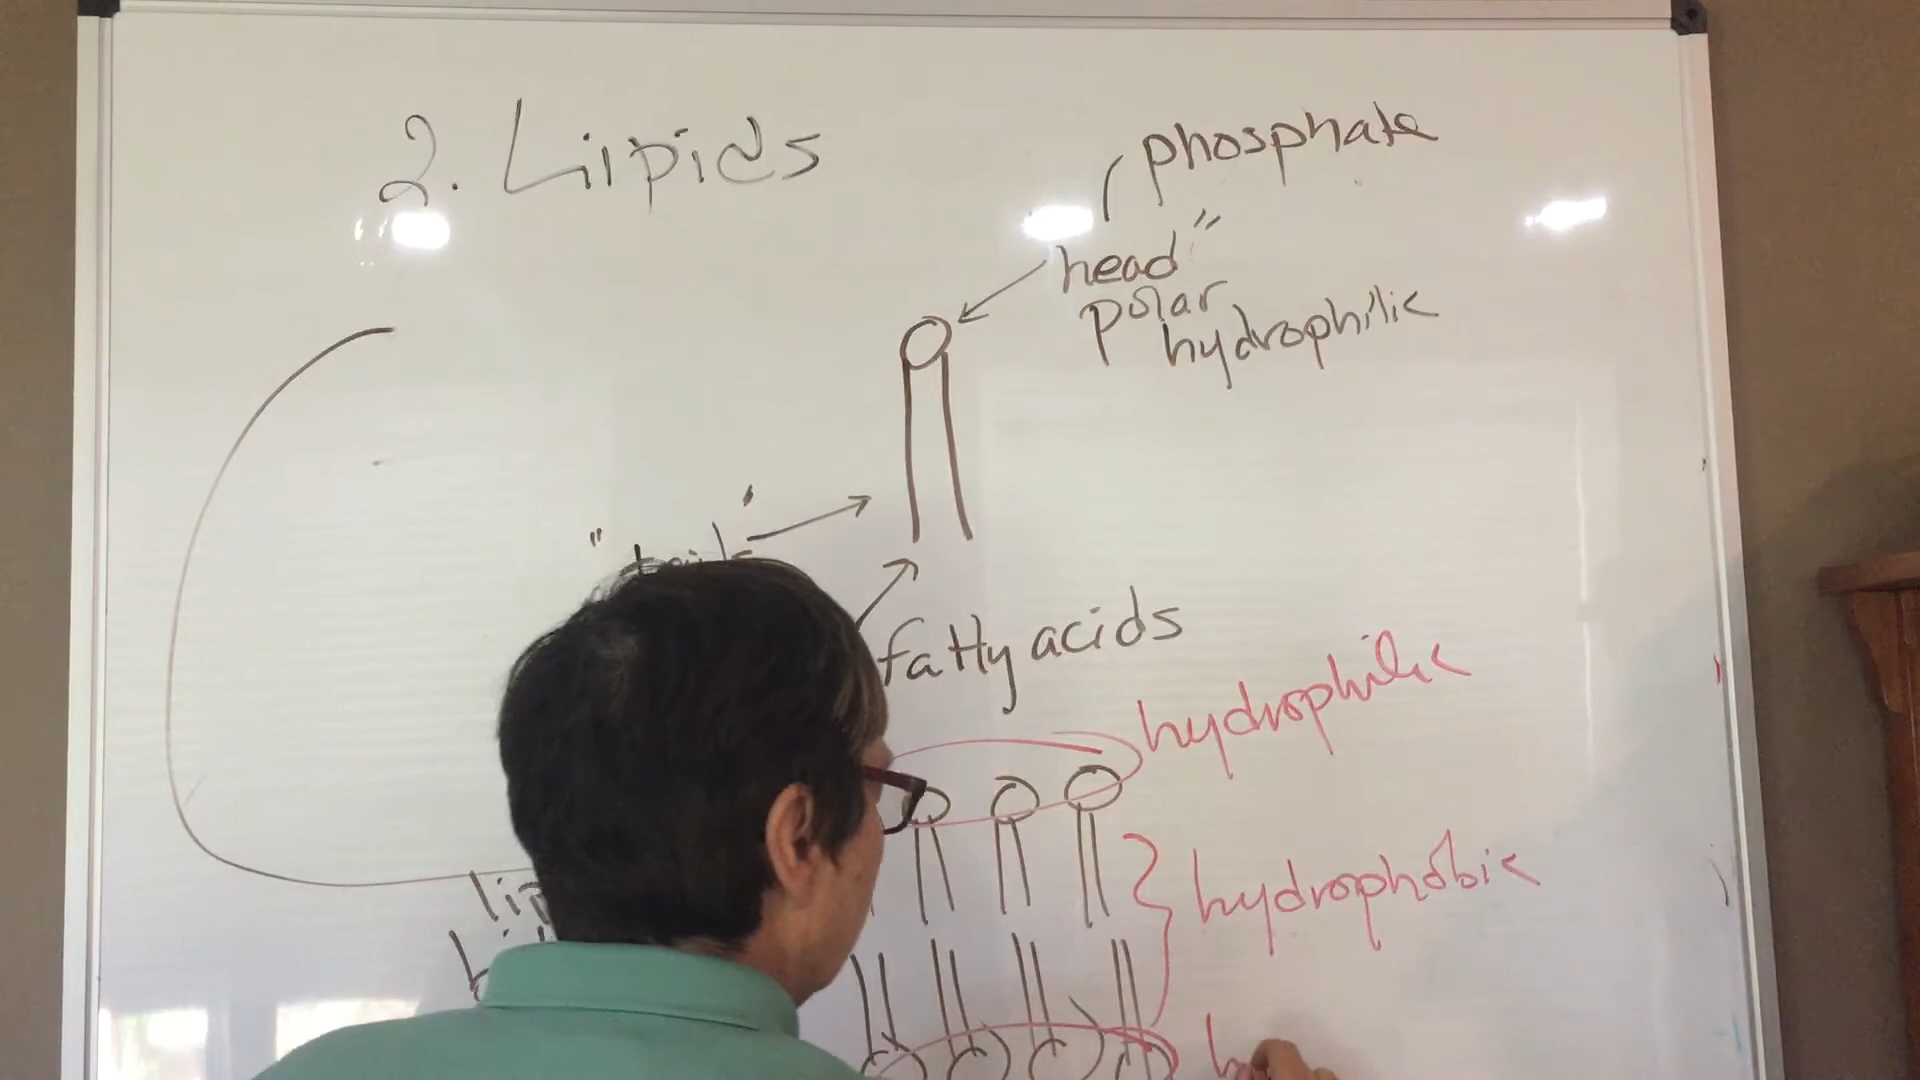 2. Lipids
phosphate
head"
polar
hydrophilic
fatty acids
hydrophilic
hydrophobic